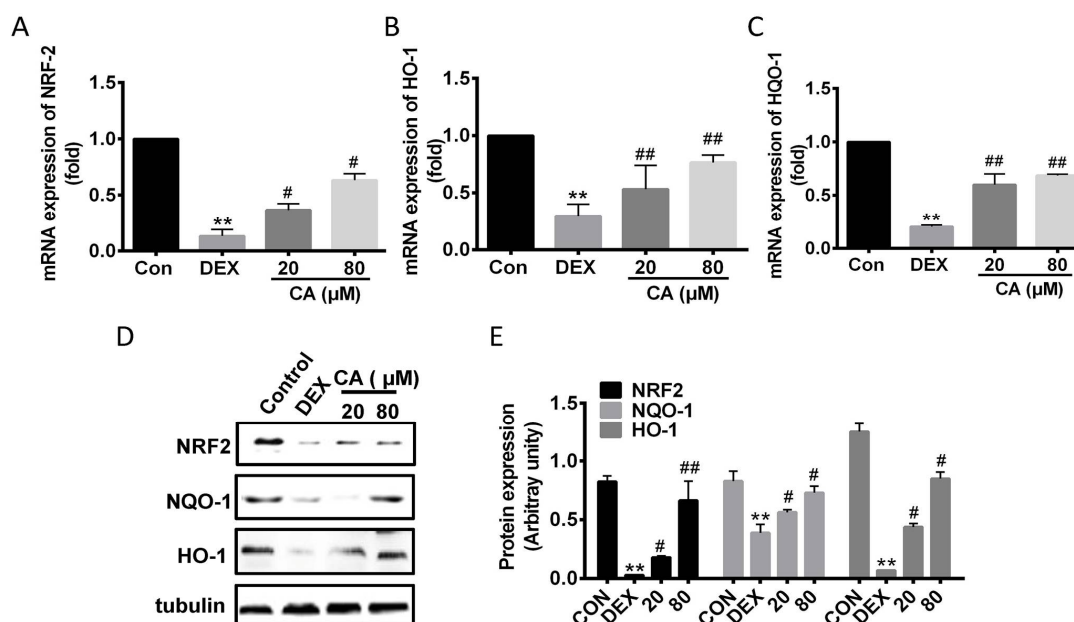 A
mRNA expression of NRF-2
(fold)
1.5
1.0
0.5
0.0
**
#
#
Con
DEX
20
80
CA (µM)
B
mRNA expression of HO-1
(fold)
1.5
1.0
0.5
0.0
**
##
##
Con
DEX
20
80
CA (µM)
C
mRNA expression of HQO-1
(fold)
1.5
1.0
0.5
0.0
**
##
##
Con
DEX
20
80
CA (µM)
D
Control
DEX
CA ( µM)
20
80
NRF2
NQO-1
HO-1
tubulin
E
NRF2
NQO-1
HO-1
Protein expression
(Arbitray unity)
1.5
1.0
0.5
0.0
**
#
##
**
#
#
**
#
#
CON
DEX
20
80
CON
DEX
20
80
CON
DEX
20
80